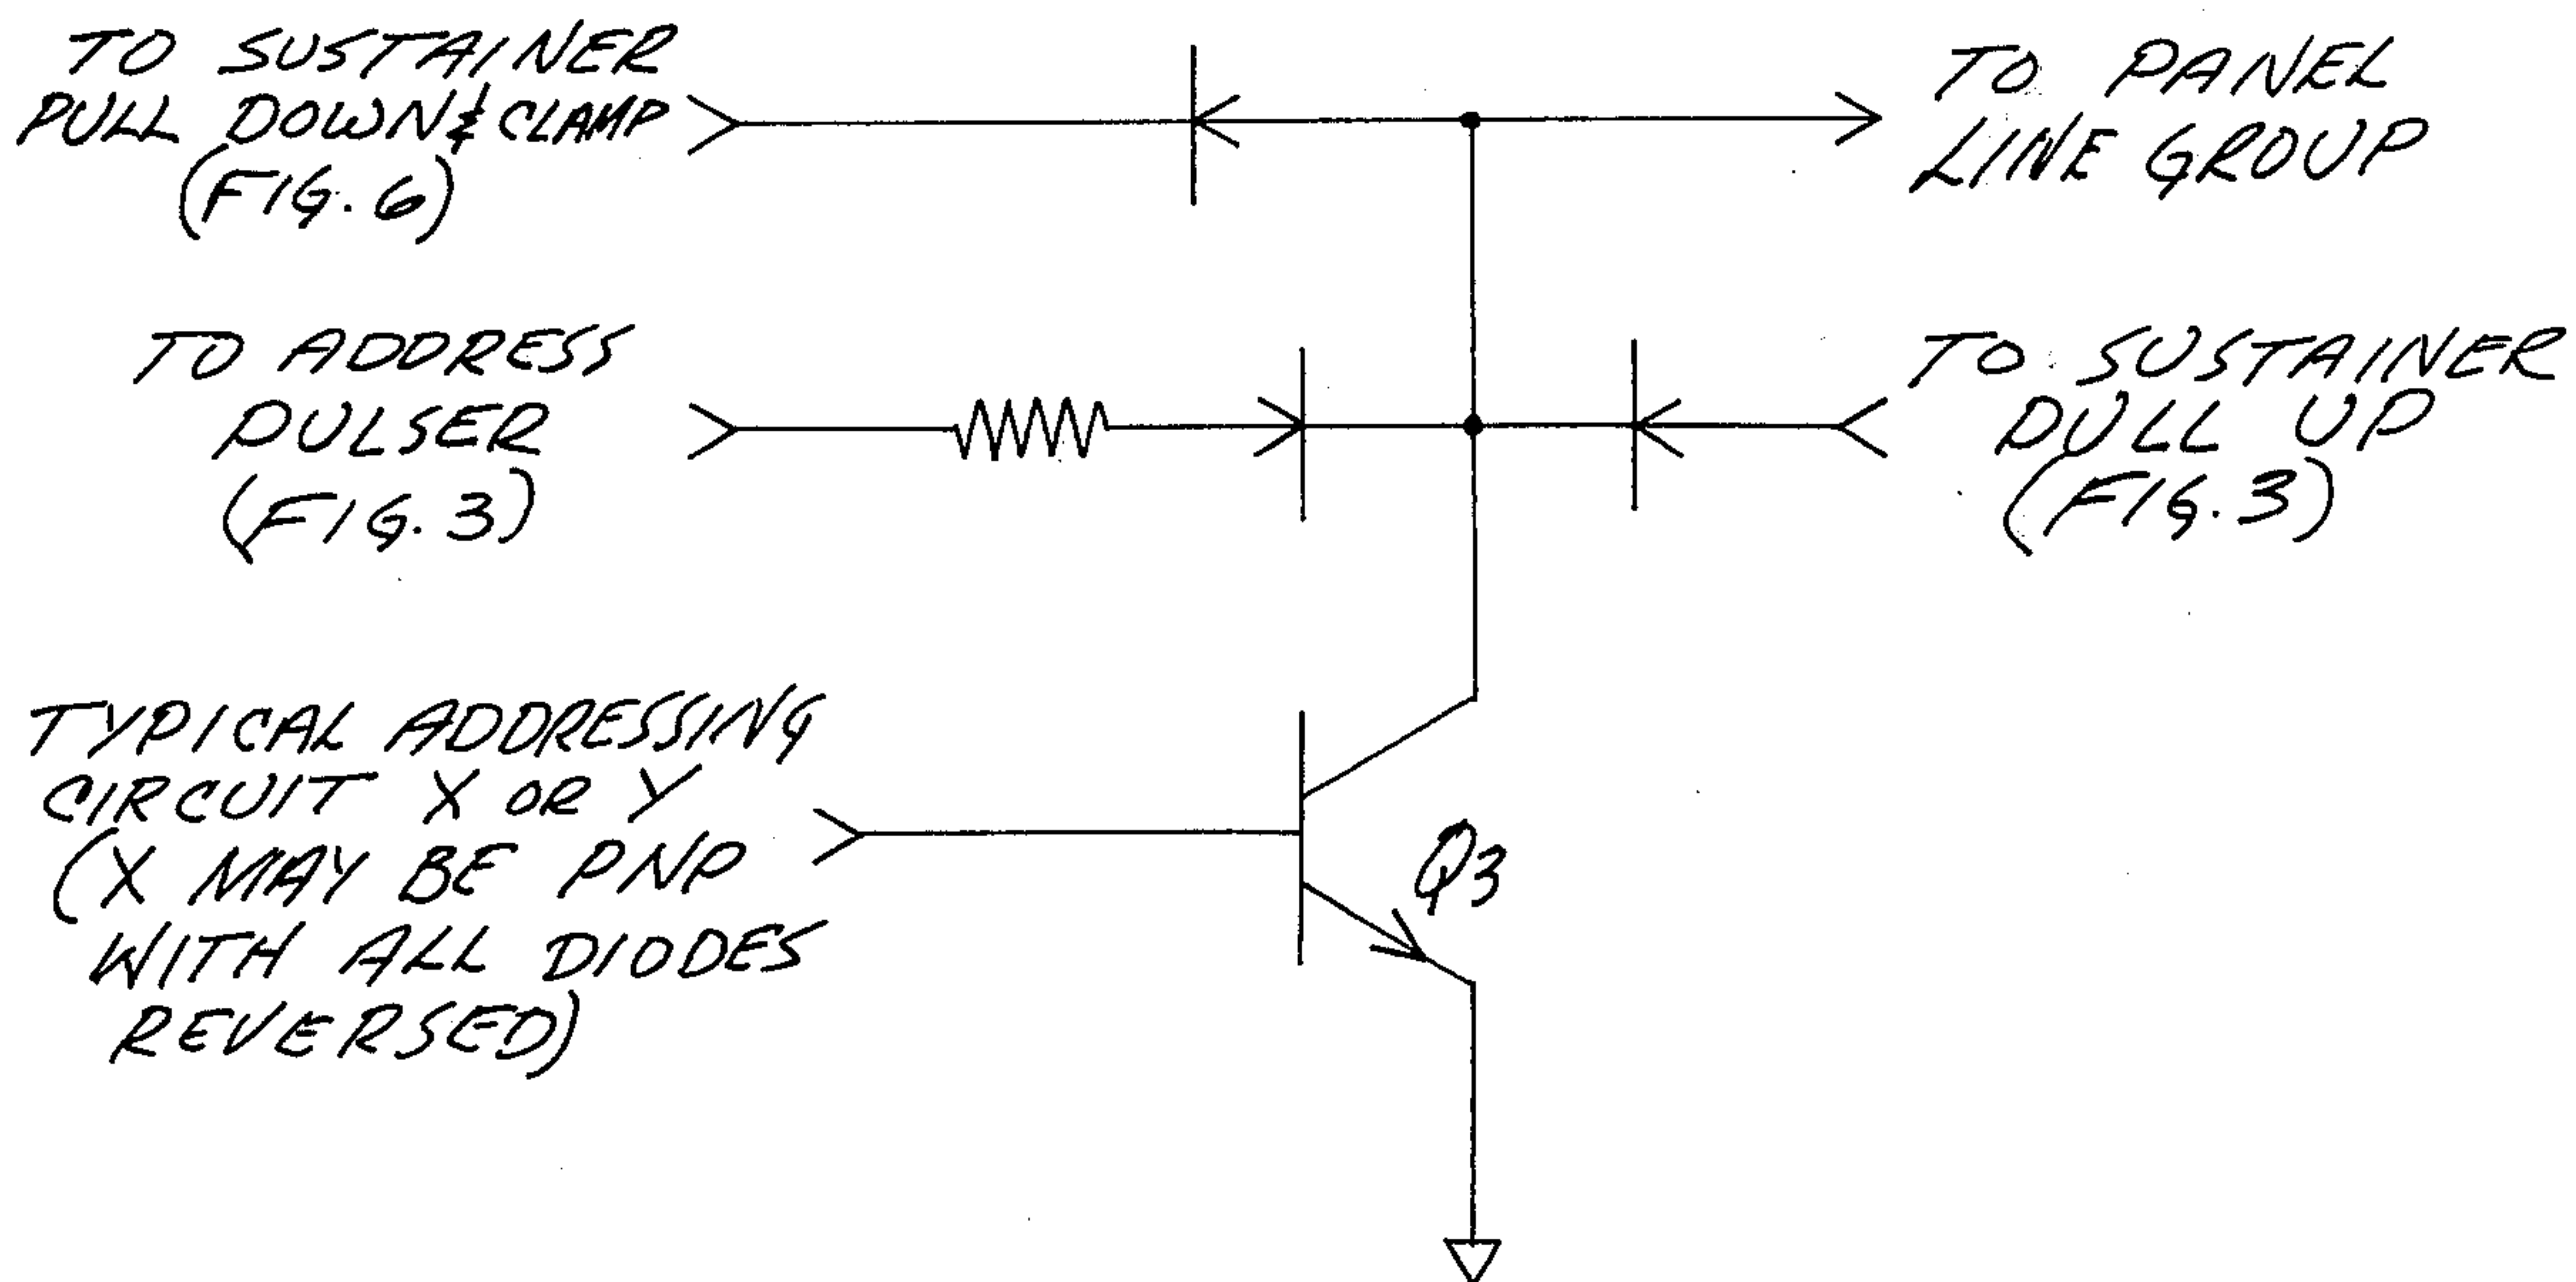 TO SUSTAINER
PULL DOWN & CLAMP
(FIG. 6)
TO PANEL
LINE GROUP
TO ADDRESS
PULSER
(FIG. 3)
TO SUSTAINER
PULL UP
(FIG. 3)
TYPICAL ADDRESSING
CIRCUIT X OR Y
(X MAY BE PNP
WITH ALL DIODES
REVERSED)
Q3